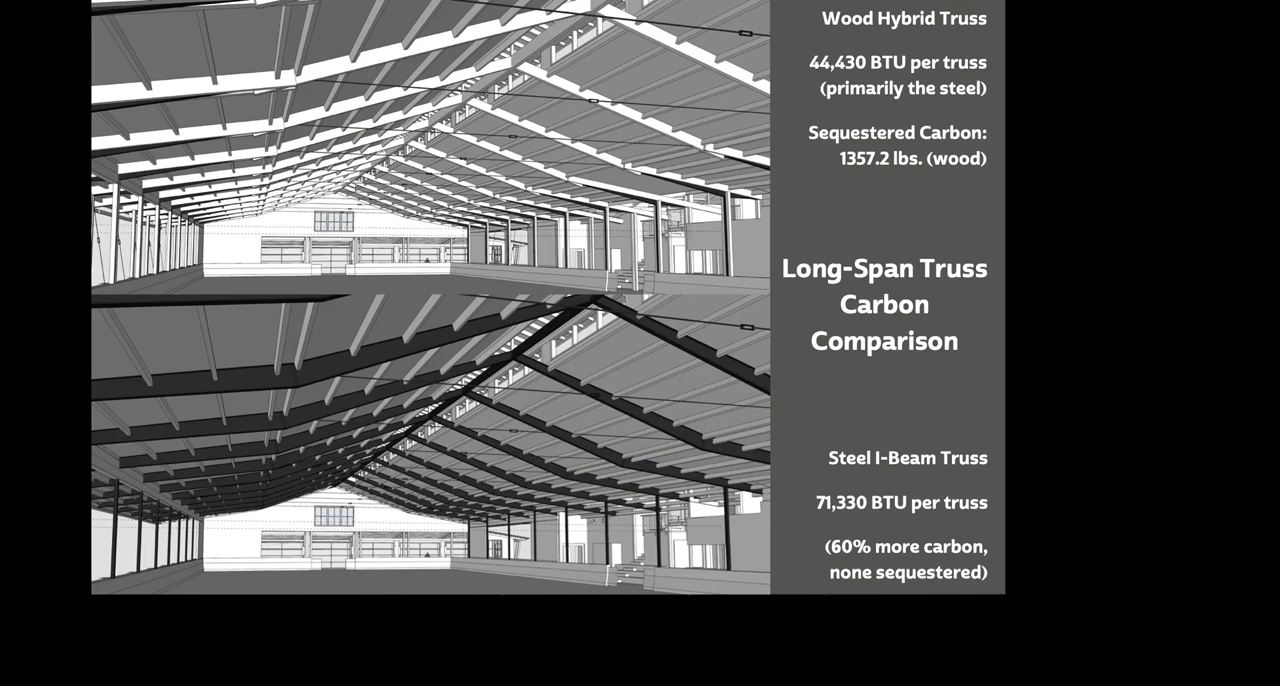 Wood Hybrid Truss
44,430 BTU per truss
(primarily the steel)
Sequestered Carbon:
1357.2 lbs. (wood)
Long-Span Truss
Carbon
Comparison
Steel I-Beam Truss
71,330 BTU per truss
(60% more carbon,
none sequestered)